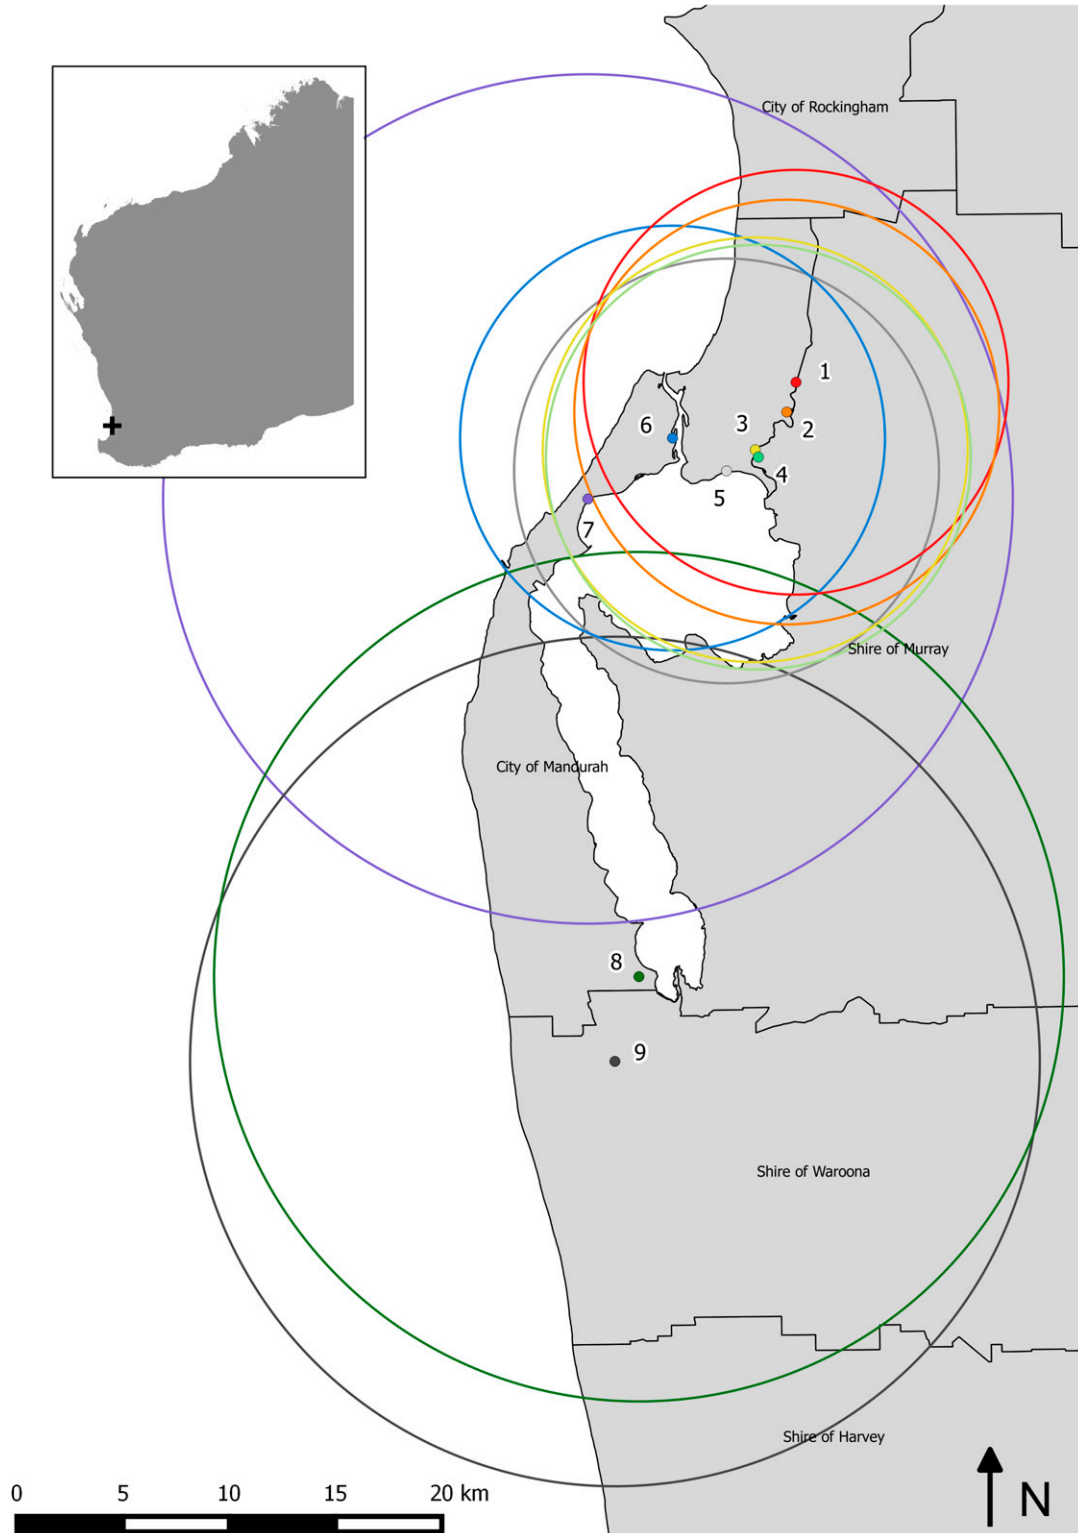 City of Rockingham
1
2
3
4
5
6
7
Shire of Murray
City of Mandurah
8
9
Shire of Waroona
Shire of Harvey
0 5 10 15 20 km
N